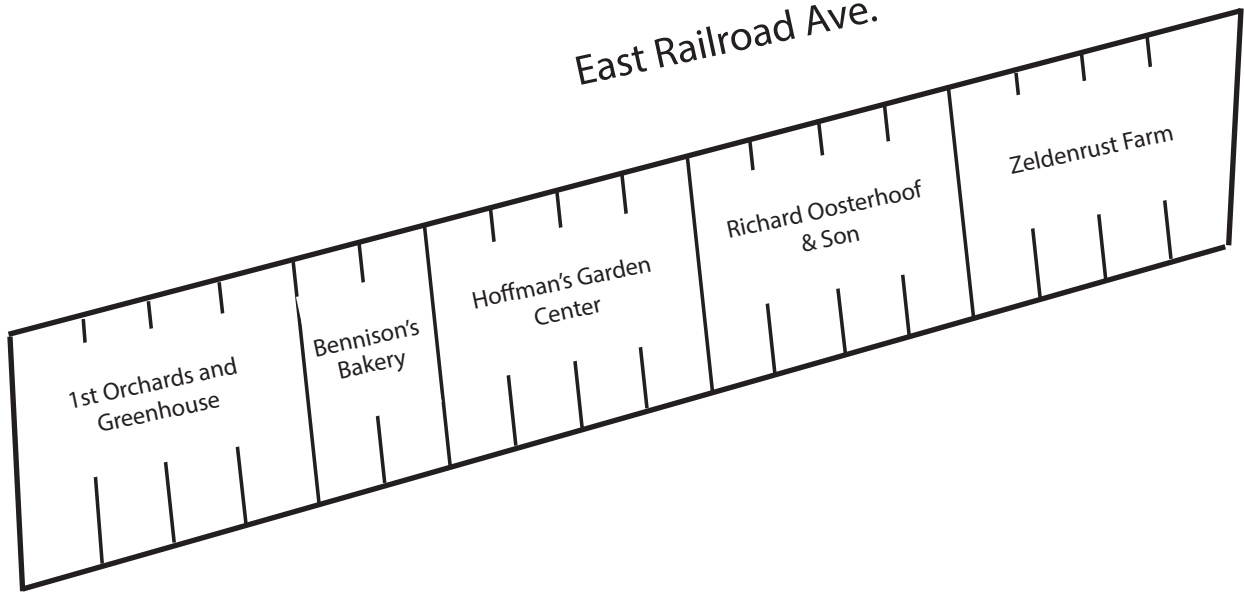 East Railroad Ave.
1st Orchards and
Greenhouse
Bennison's
Bakery
Hoffman's Garden
Center
Richard Oosterhoof
& Son
Zeldenrust Farm